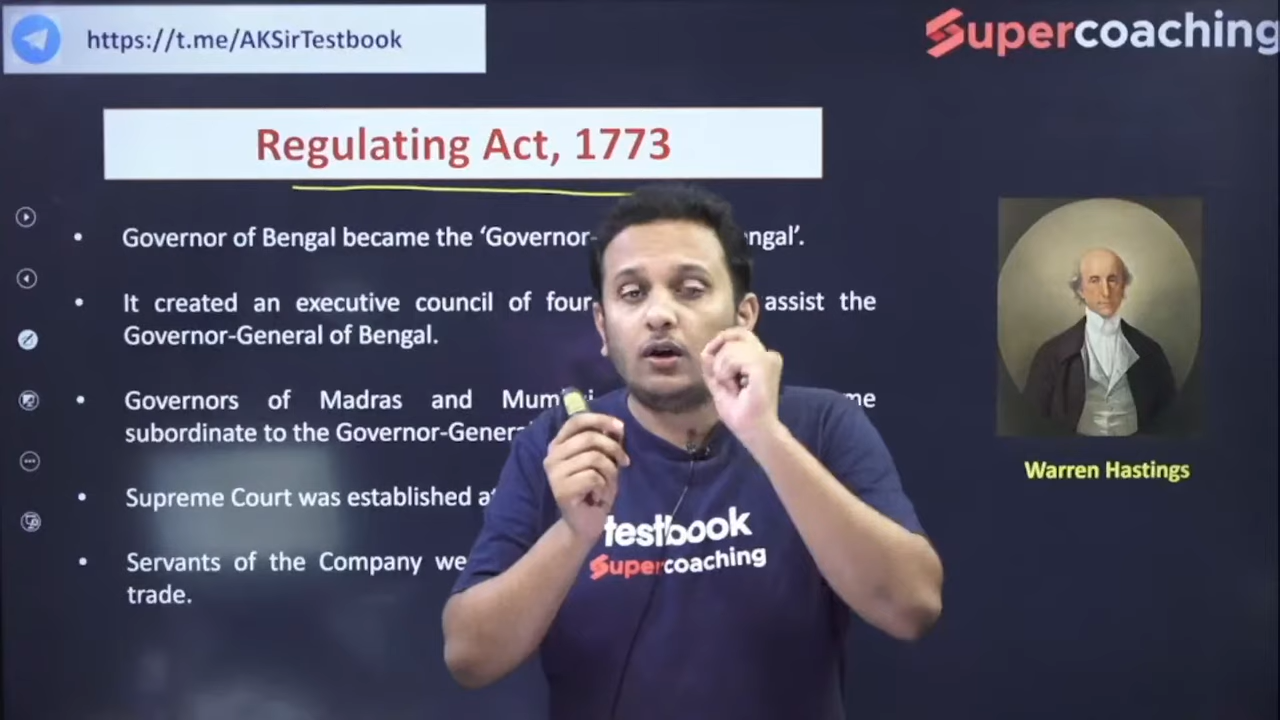 https://t.me/AKSirTestbook
Supercoaching
Regulating Act, 1773
• Governor of Bengal became the ‘Governor- ngal’.
• It created an executive council of four assist the
Governor-General of Bengal.
• Governors of Madras and me
subordinate to the Governor-Genera
• Supreme Court was established a
• Servants of the Company we
trade.
Warren Hastings
testbook
Supercoaching